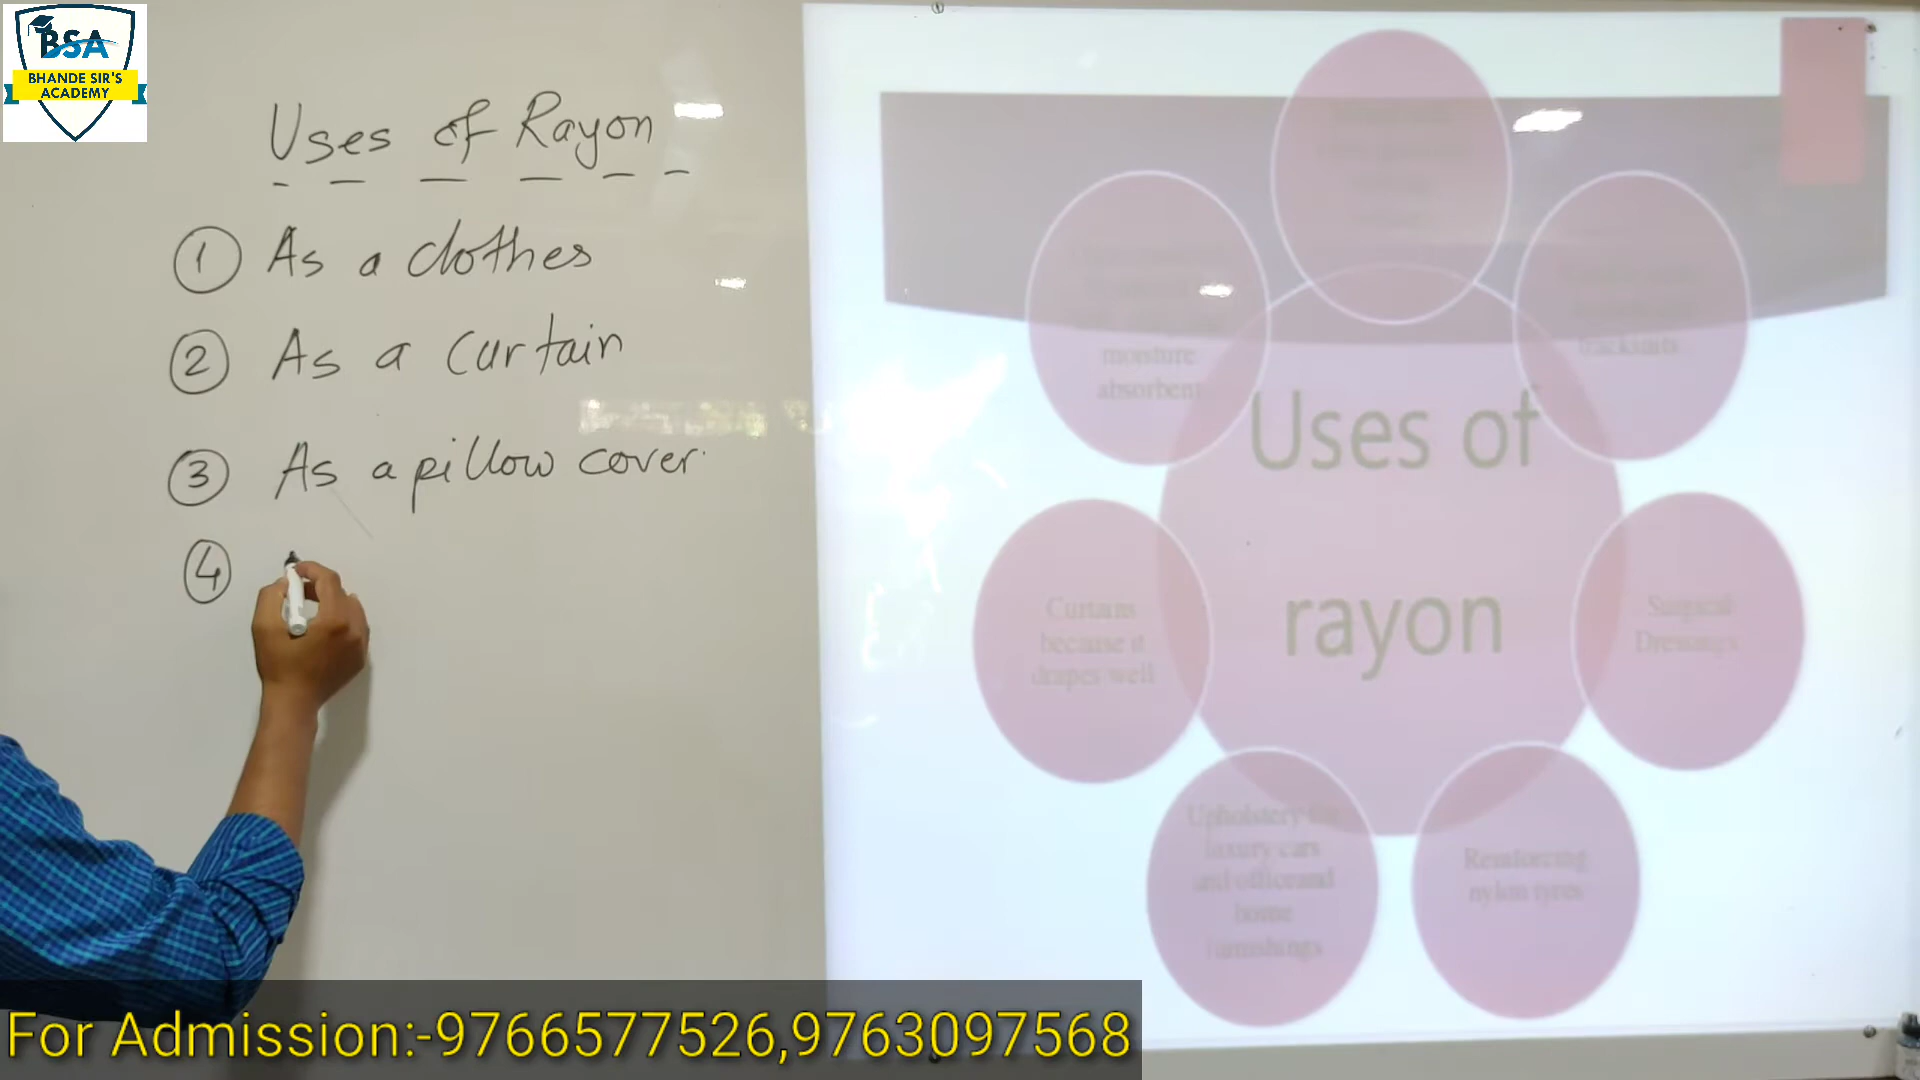 BSA
BHANDE SIR'S
ACADEMY
Uses of Rayon
1 As a clothes
2 As a curtain
3 As a pillow cover
4
moisture
absorbent
tracksuits
Uses of
rayon
Curtains
because it
drapes well
Surgical
Dressings
Upholstery for
luxury cars
and office and
home
furnishings
Reinforcing
nylon tyres
For Admission:-9766577526,9763097568